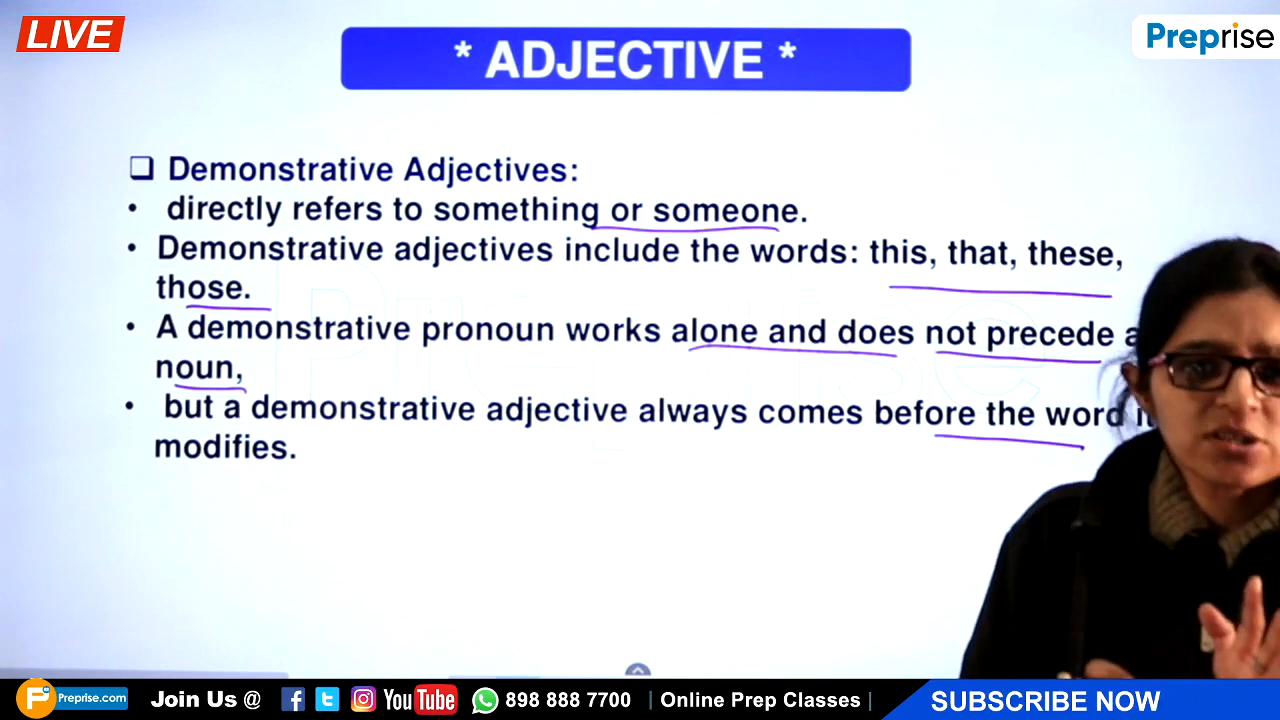 LIVE
* ADJECTIVE *
Preprise
❑ Demonstrative Adjectives:
• directly refers to something or someone.
• Demonstrative adjectives include the words: this, that, these,
those.
• A demonstrative pronoun works alone and does not precede a
noun,
• but a demonstrative adjective always comes before the word it
modifies.
Preprise
Preprise.com Join Us @ You Tube 898 888 7700 | Online Prep Classes | SUBSCRIBE NOW